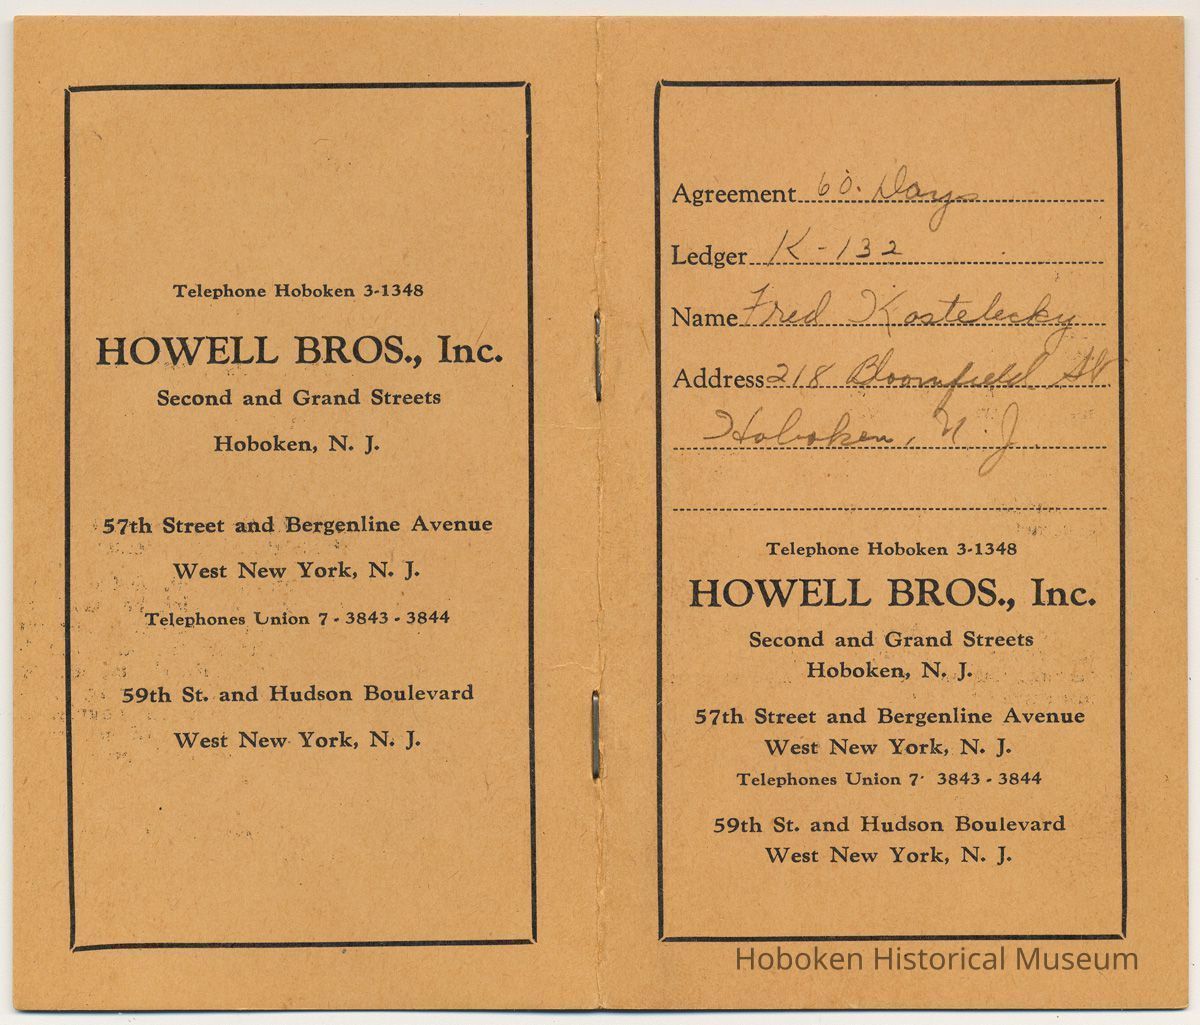 Telephone Hoboken 3-1348
HOWELL BROS., Inc.
Second and Grand Streets
Hoboken, N. J.
57th Street and Bergenline Avenue
West New York, N. J.
Telephones Union 7 - 3843 - 3844
59th St. and Hudson Boulevard
West New York, N. J.
Agreement 60. Days
Ledger K - 132
Name Fred Kostelecky
Address 218 Bloomfield St
Hoboken, N. J.
Telephone Hoboken 3-1348
HOWELL BROS., Inc.
Second and Grand Streets
Hoboken, N. J.
57th Street and Bergenline Avenue
West New York, N. J.
Telephones Union 7- 3843 - 3844
59th St. and Hudson Boulevard
West New York, N. J.
Hoboken Historical Museum